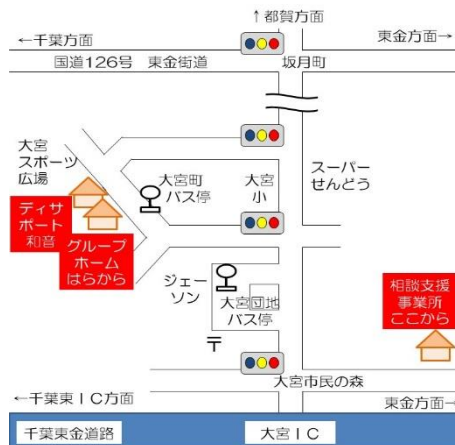 ↑都賀方面
←千葉方面
東金方面→
国道126号 東金街道
坂月町
大宮
スポーツ
広場
大宮町
バス停
大宮
小
スーパー
せんどう
ディサ
ポート
和音
グループ
ホーム
はらから
ジェー
ソン
大宮団地
バス停
相談支援
事業所
ここから
〒
大宮市民の森
←千葉東IC方面
東金方面→
千葉東金道路
大宮IC